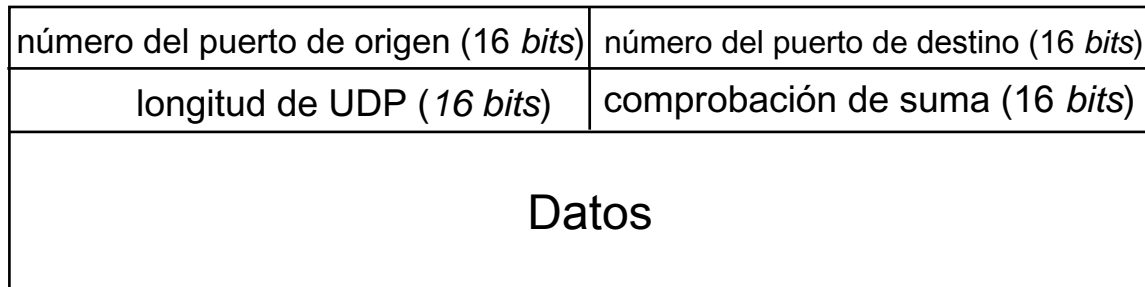 número del puerto de origen (16 bits)
número del puerto de destino (16 bits)
longitud de UDP (16 bits)
comprobación de suma (16 bits)
Datos